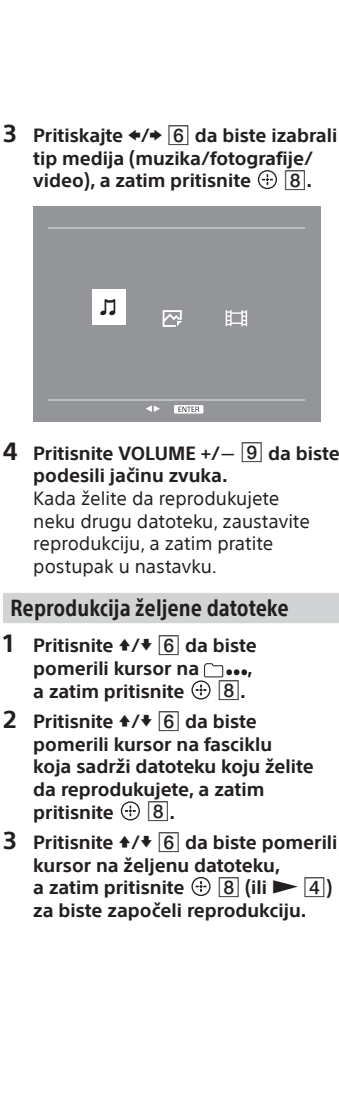 3 Pritiskajte ←/→ 6 da biste izabrali
tip medija (muzika/fotografije/
video), a zatim pritisnite ⊕ 8.
ENTER
4 Pritisnite VOLUME +/– 9 da biste
podesili jačinu zvuka.
Kada želite da reprodukujete
neku drugu datoteku, zaustavite
reprodukciju, a zatim pratite
postupak u nastavku.
Reprodukcija željene datoteke
1 Pritisnite ↑/↓ 6 da biste
pomerili kursor na 🗀•••,
a zatim pritisnite ⊕ 8.
2 Pritisnite ↑/↓ 6 da biste
pomerili kursor na fasciklu
koja sadrži datoteku koju želite
da reprodukujete, a zatim
pritisnite ⊕ 8.
3 Pritisnite ↑/↓ 6 da biste pomerili
kursor na željenu datoteku,
a zatim pritisnite ⊕ 8 (ili ► 4)
za biste započeli reprodukciju.